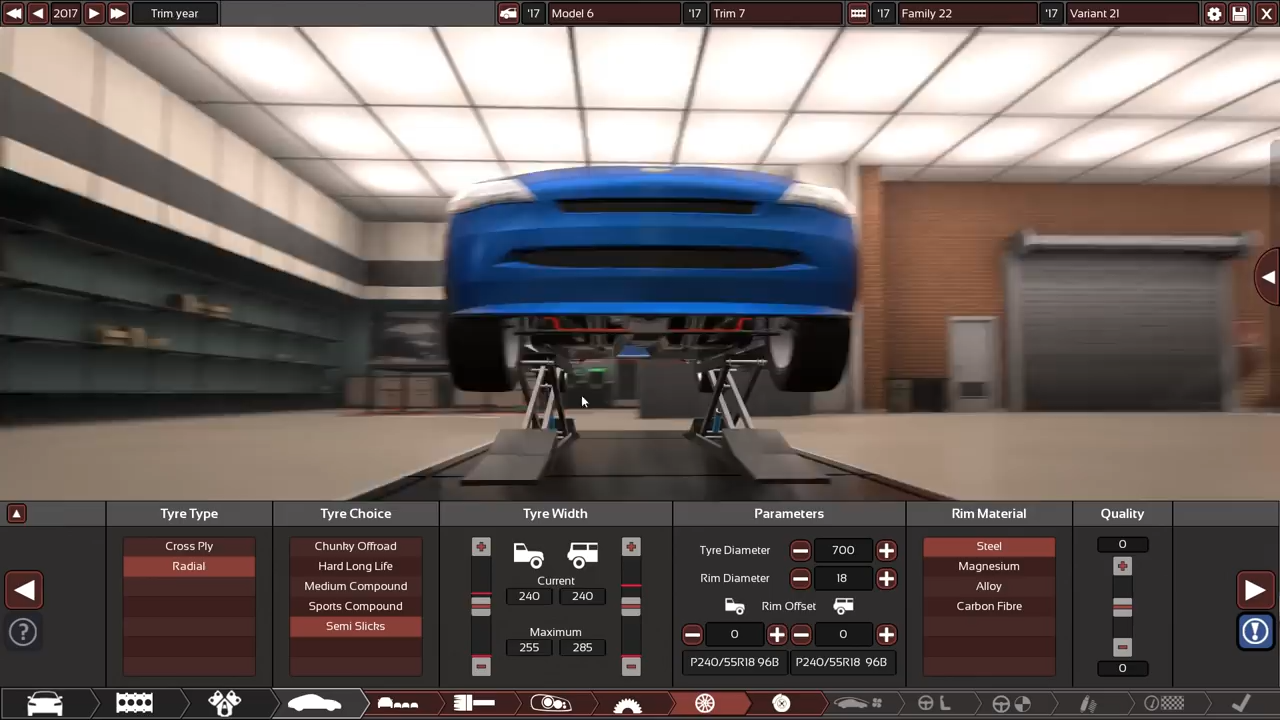 2017 Trim year '17 Model 6 '17 Trim 7 '17 Family 22 '17 Variant 21
Tyre Type Tyre Choice Tyre Width Parameters Rim Material Quality
Cross Ply
Radial
Chunky Offroad
Hard Long Life
Medium Compound
Sports Compound
Semi Slicks
Current
240 240
Maximum
255 285
Tyre Diameter 700
Rim Diameter 18
Rim Offset
0 0
P240/55R18 96B P240/55R18 96B
Steel
Magnesium
Alloy
Carbon Fibre
0
0